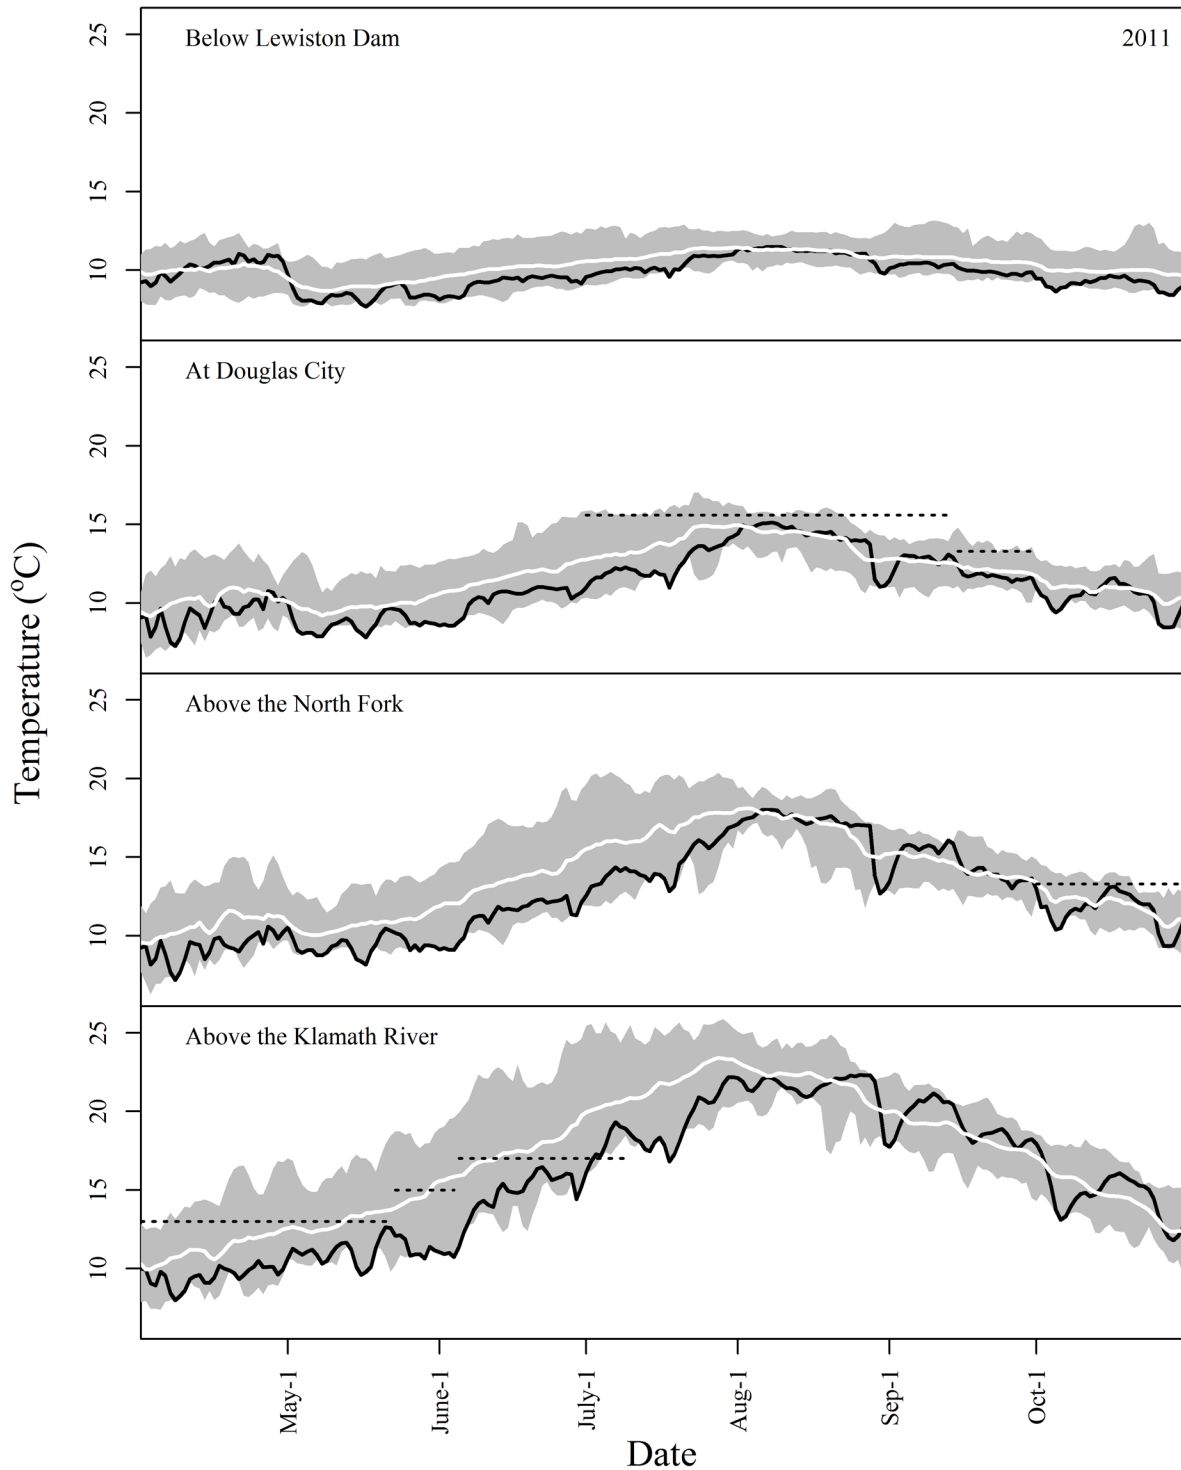 Below Lewiston Dam 2011
25
20
15
10
At Douglas City
25
20
15
10
Above the North Fork
25
20
15
10
Above the Klamath River
25
20
15
10
Temperature (°C)
May-1 June-1 July-1 Aug-1 Sep-1 Oct-1
Date